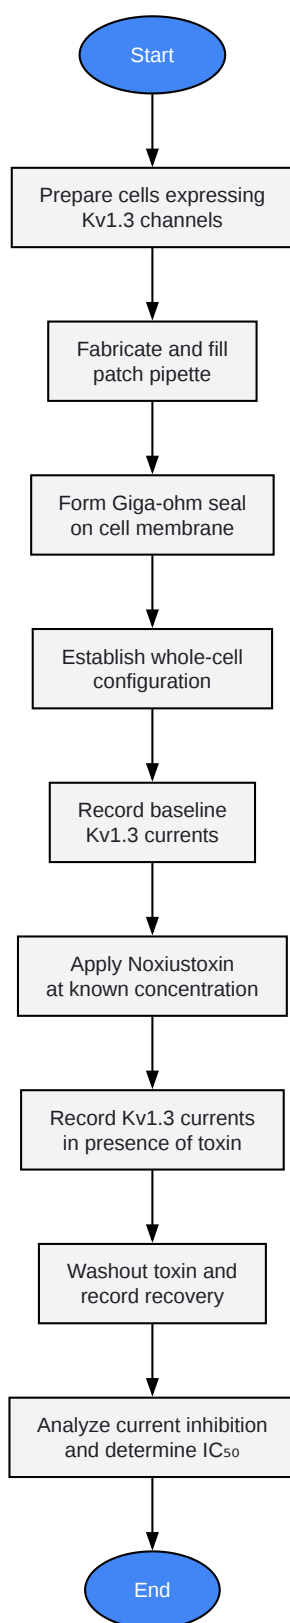 Start
Prepare cells expressing
Kv1.3 channels
Fabricate and fill
patch pipette
Form Giga-ohm seal
on cell membrane
Establish whole-cell
configuration
Record baseline
Kv1.3 currents
Apply Noxiustoxin
at known concentration
Record Kv1.3 currents
in presence of toxin
Washout toxin and
record recovery
Analyze current inhibition
and determine IC₅₀
End